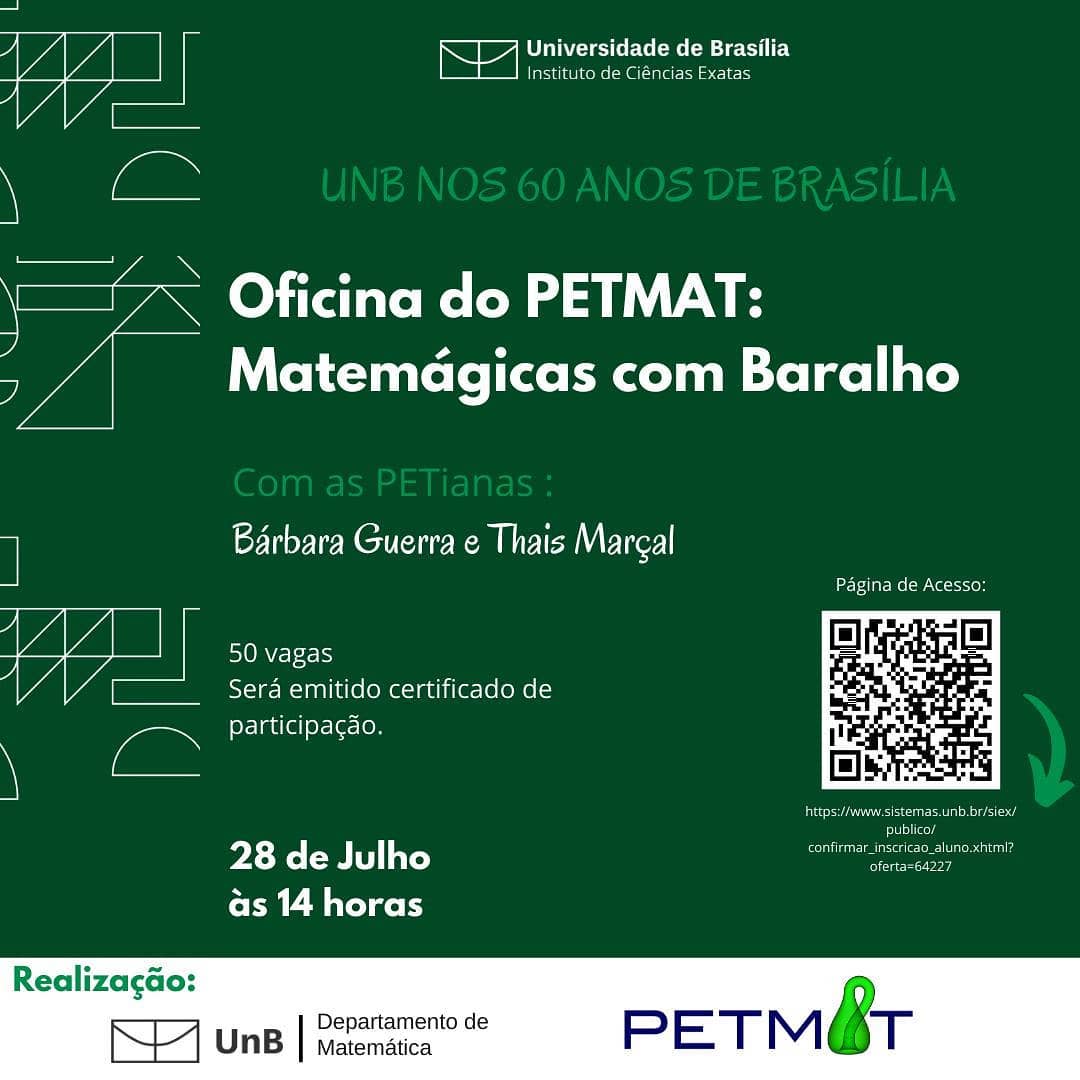 Universidade de Brasília
Instituto de Ciências Exatas
UNB NOS 60 ANOS DE BRASÍLIA
Oficina do PETMAT:
Matemágicas com Baralho
Com as PETianas :
Bárbara Guerra e Thais Marçal
50 vagas
Será emitido certificado de
participação.
Página de Acesso:
https://www.sistemas.unb.br/siex/
publico/
confirmar_inscricao_aluno.xhtml?
oferta=64227
28 de Julho
às 14 horas
Realização:
UnB
Departamento de
Matemática
PETMAT